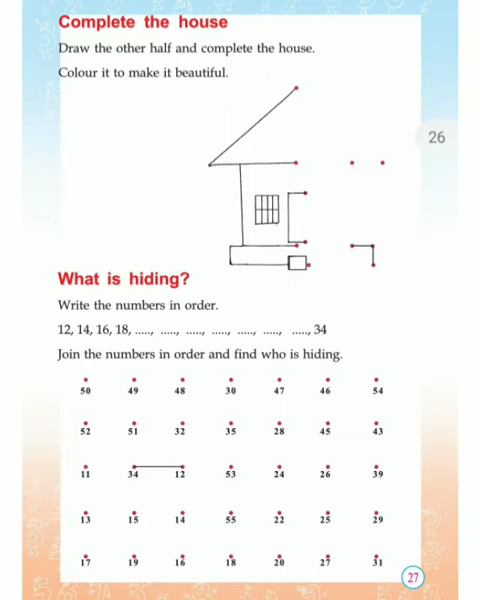 Complete the house
Draw the other half and complete the house.
Colour it to make it beautiful.
26
What is hiding?
Write the numbers in order.
12, 14, 16, 18, ....., ....., ....., ....., ....., ....., ....., 34
Join the numbers in order and find who is hiding.
50 49 48 30 47 46 54
52 51 32 35 28 45 43
11 34 12 53 24 26 39
13 15 14 55 22 25 29
17 19 16 18 20 27 31
27